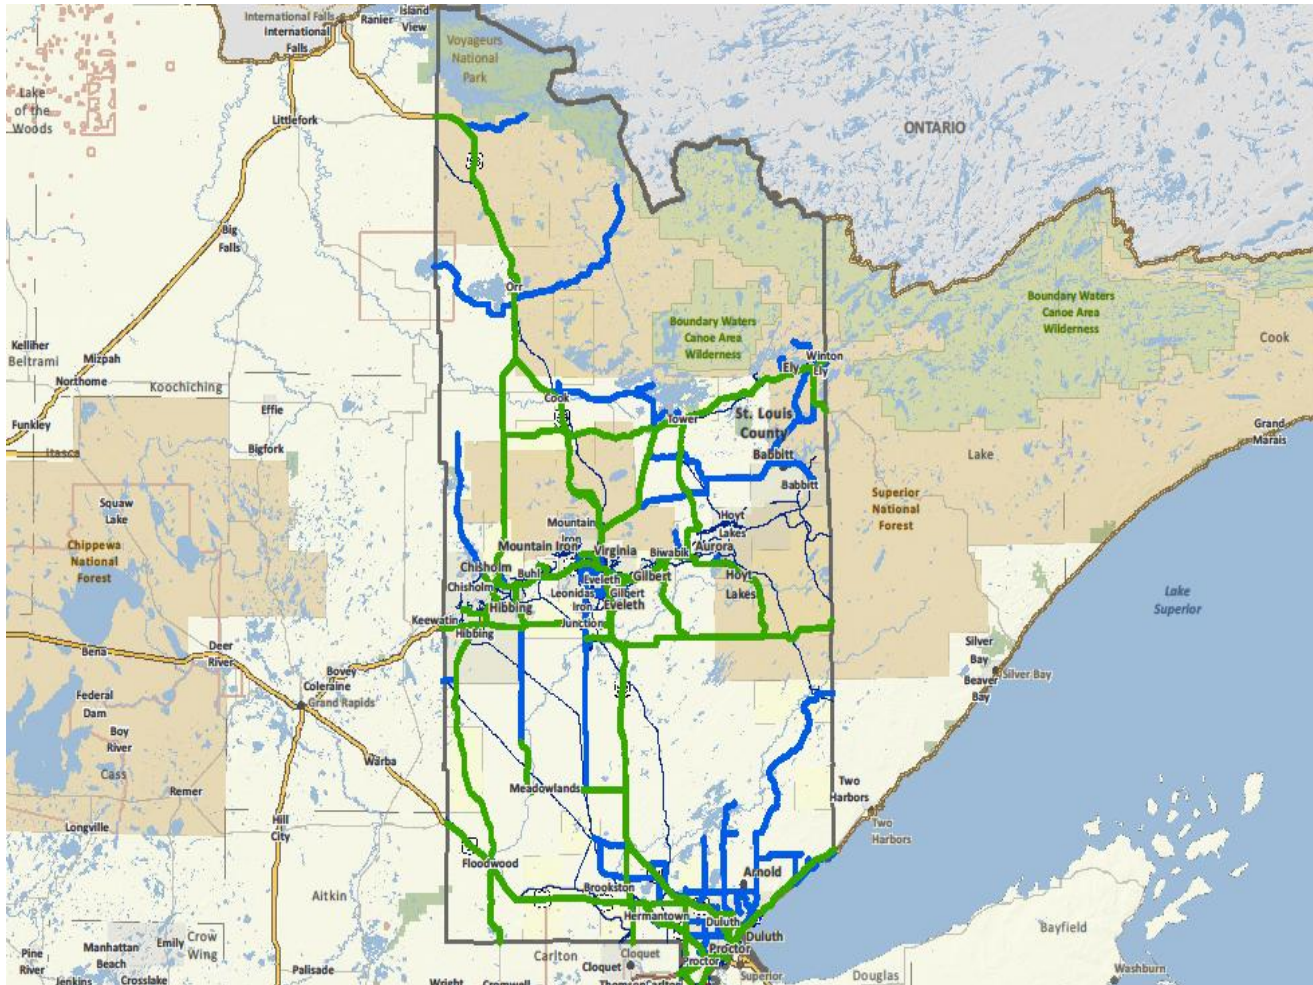 International Falls
International
Falls
Ranier
Island
View
Voyageurs
National
Park
Lake
of the
Woods
Littlefork
ONTARIO
Big
Falls
Orr
Boundary Waters
Canoe Area
Wilderness
Boundary Waters
Canoe Area
Wilderness
Cook
Kelliher
Beltrami
Mizpah
Northome
Koochiching
Winton
Ely
Ely
Effie
Cook
Funkley
Itasca
Bigfork
Tower
St. Louis
County
Grand
Marais
Babbitt
Lake
Babbitt
Squaw
Lake
Superior
National
Forest
Mountain
Iron
Hoyt
Lakes
Chippewa
National
Forest
Mountain Iron
Virginia
Biwabik
Aurora
Chisholm
Buhl
Eveleth
Gilbert
Hoyt
Lakes
Chisholm
Leonidas
Gilbert
Hibbing
Iron
Eveleth
Junction
Keewatin
Hibbing
Lake
Superior
Bena
Deer
River
Bovey
Coleraine
Grand Rapids
Silver
Bay
Silver Bay
Beaver
Bay
Federal
Dam
Boy
River
Cass
Warba
Remer
Meadowlands
Two
Harbors
Two
Harbors
Longville
Hill
City
Floodwood
Arnold
Aitkin
Brookston
Hermantown
Duluth
Duluth
Bayfield
Pine
River
Manhattan
Beach
Emily
Crow
Wing
Carlton
Cloquet
Cloquet
Proctor
Proctor
Superior
Douglas
Washburn
Jenkins
Crosslake
Palisade
Wright
Cromwell
Thomson
Carlton